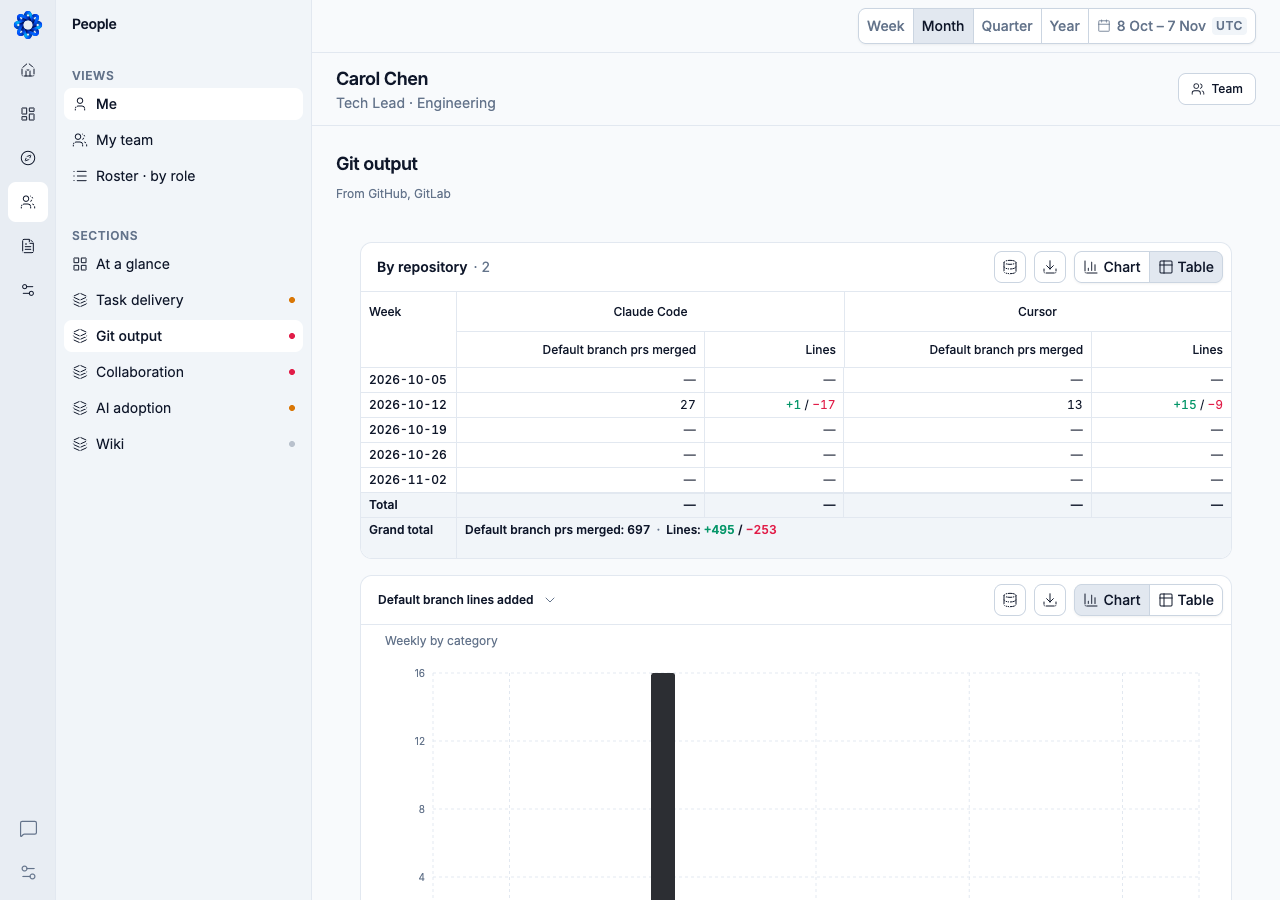 People
Week Month Quarter Year 8 Oct – 7 Nov UTC
VIEWS
Me
My team
Roster · by role
SECTIONS
At a glance
Task delivery
Git output
Collaboration
AI adoption
Wiki
Carol Chen
Tech Lead · Engineering
Team
Git output
From GitHub, GitLab
By repository · 2
Chart Table
Week Claude Code Cursor
Default branch prs merged Lines Default branch prs merged Lines
2026-10-05 — — — —
2026-10-12 27 +1 / −17 13 +15 / −9
2026-10-19 — — — —
2026-10-26 — — — —
2026-11-02 — — — —
Total — — — —
Grand total Default branch prs merged: 697 · Lines: +495 / −253
Default branch lines added
Chart Table
Weekly by category
16
12
8
4